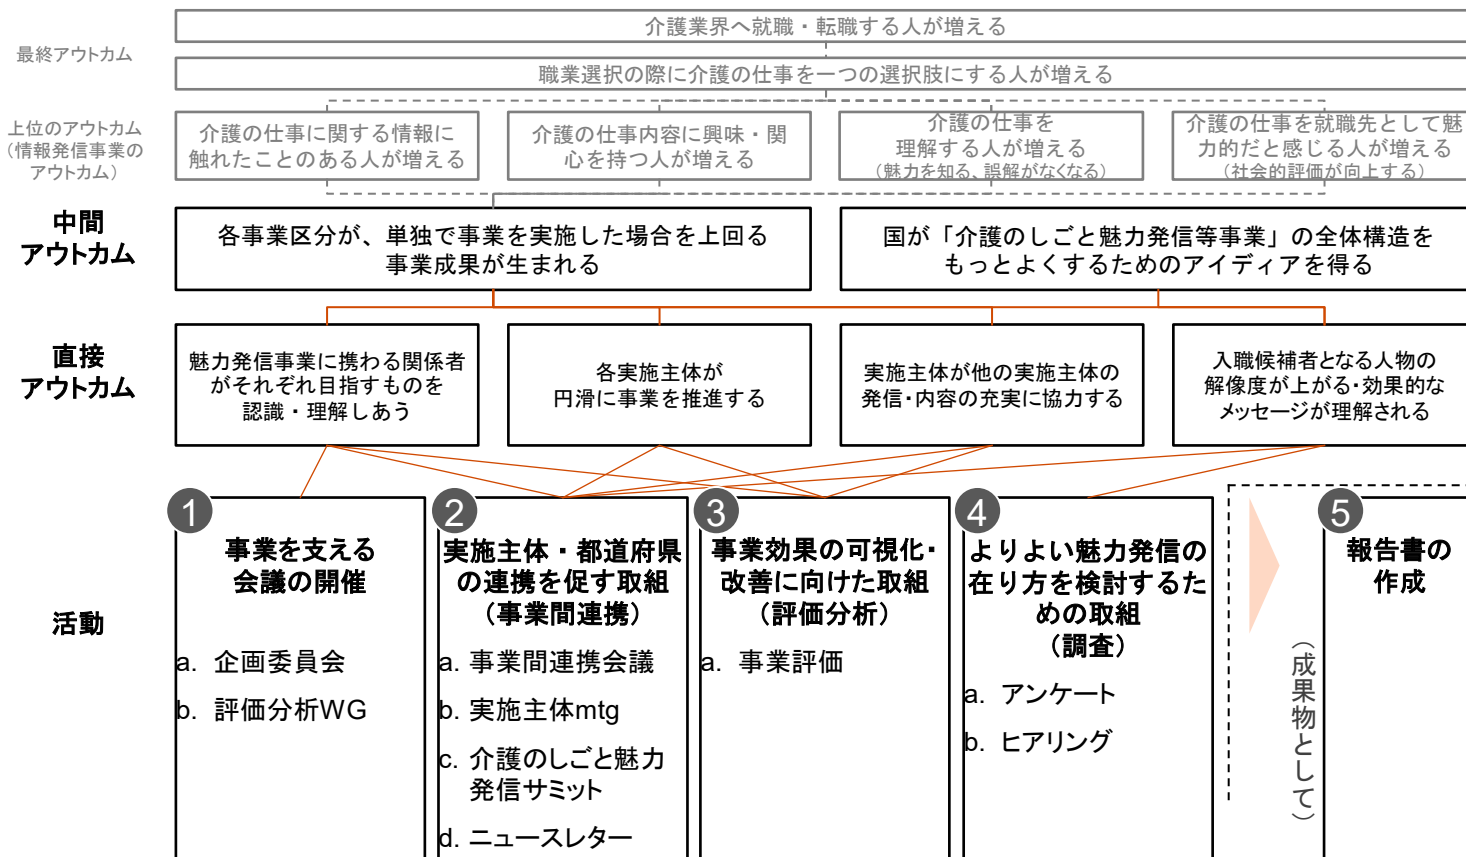 介護業界へ就職・転職する人が増える
最終アウトカム
職業選択の際に介護の仕事を一つの選択肢にする人が増える
上位のアウトカム
（情報発信事業の
アウトカム）
介護の仕事に関する情報に
触れたことのある人が増える
介護の仕事内容に興味・関
心を持つ人が増える
介護の仕事を
理解する人が増える
（魅力を知る、誤解がなくなる）
介護の仕事を就職先として魅
力的だと感じる人が増える
（社会的評価が向上する）
中間
アウトカム
各事業区分が、単独で事業を実施した場合を上回る
事業成果が生まれる
国が「介護のしごと魅力発信等事業」の全体構造を
もっとよくするためのアイディアを得る
直接
アウトカム
魅力発信事業に携わる関係者
がそれぞれ目指すものを
認識・理解しあう
各実施主体が
円滑に事業を推進する
実施主体が他の実施主体の
発信・内容の充実に協力する
入職候補者となる人物の
解像度が上がる・効果的な
メッセージが理解される
活動
1
事業を支える
会議の開催
a. 企画委員会
b. 評価分析WG
2
実施主体・都道府県
の連携を促す取組
（事業間連携）
a. 事業間連携会議
b. 実施主体mtg
c. 介護のしごと魅力
発信サミット
d. ニュースレター
3
事業効果の可視化・
改善に向けた取組
（評価分析）
a. 事業評価
4
よりよい魅力発信の
在り方を検討するた
めの取組
（調査）
a. アンケート
b. ヒアリング
（成果物として）
5
報告書の
作成